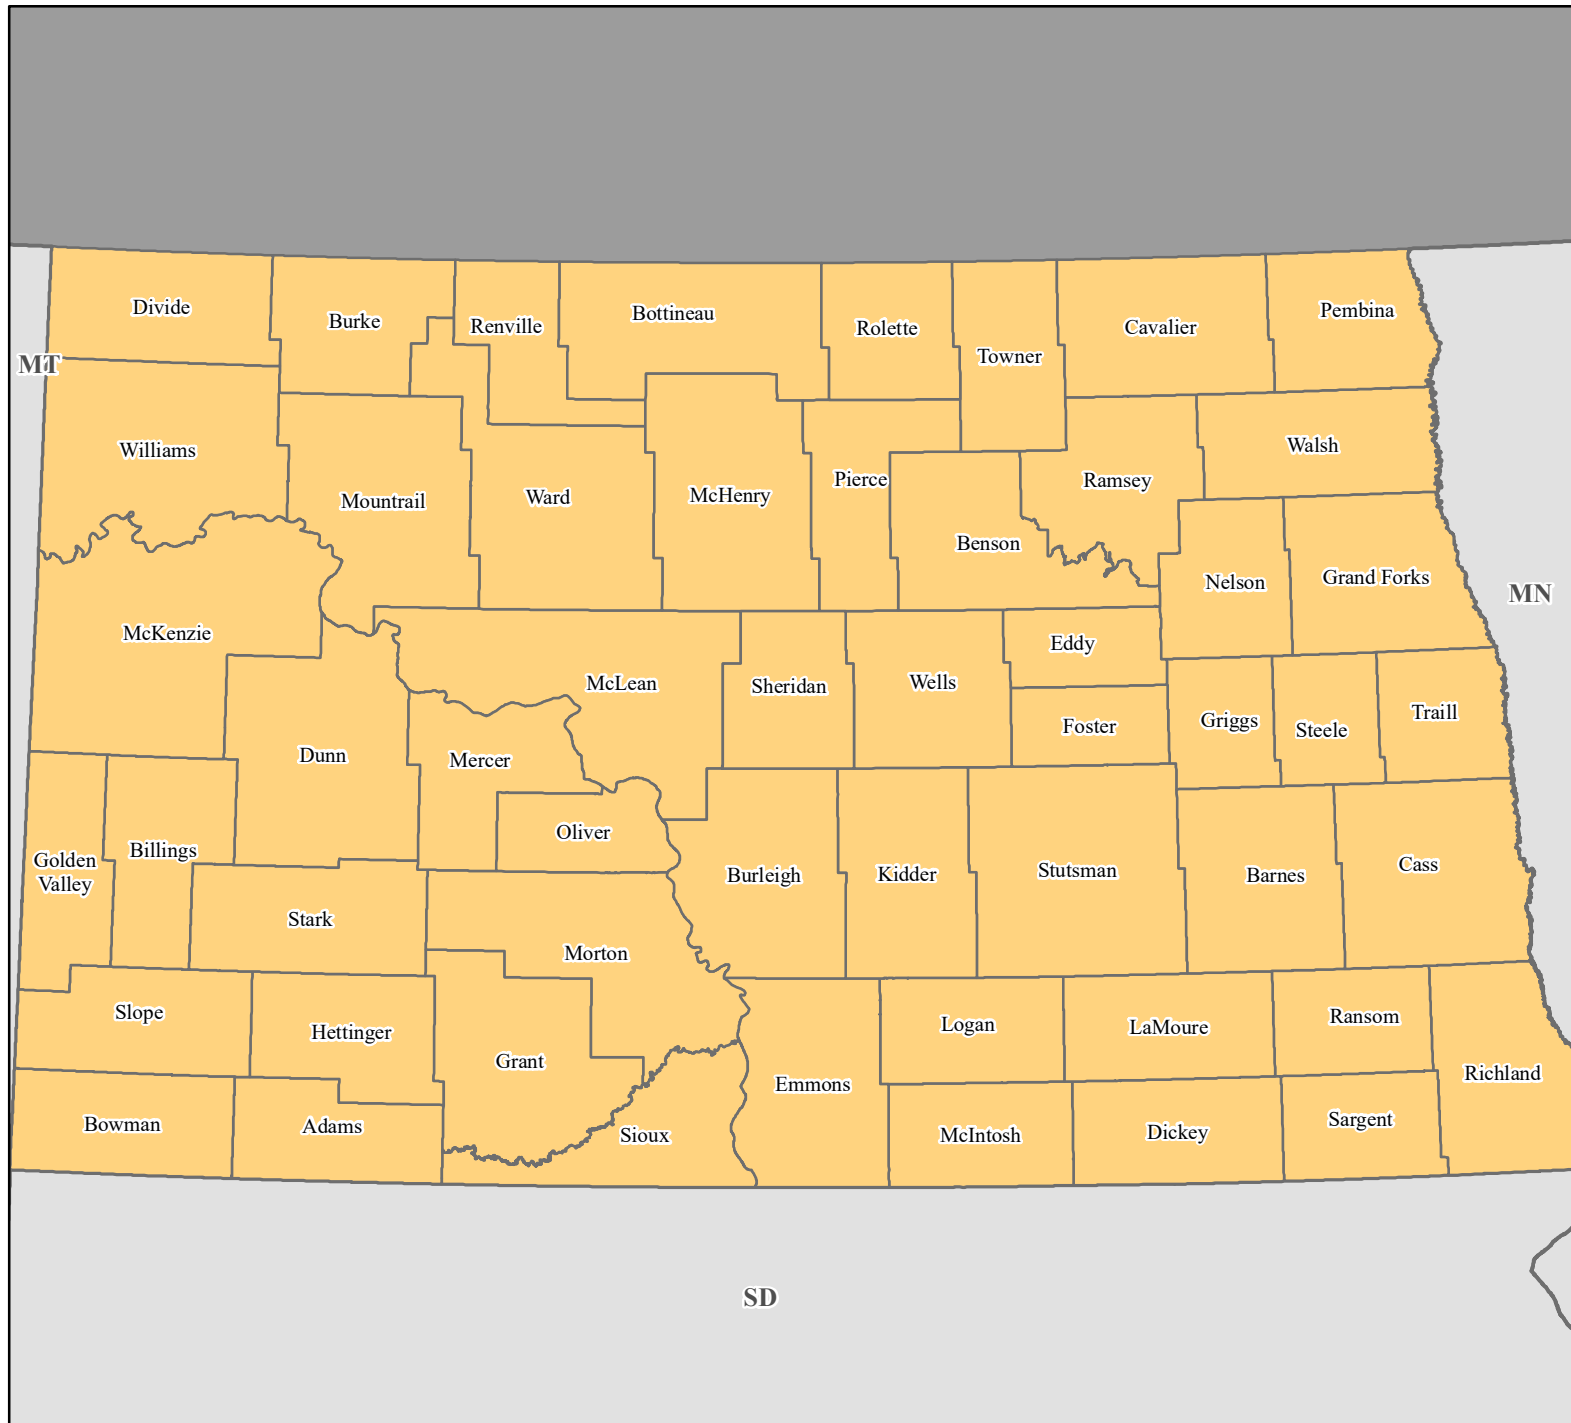 Divide
Burke
Renville
Bottineau
Rolette
Towner
Cavalier
Pembina
MT
Williams
Mountrail
Ward
McHenry
Pierce
Benson
Ramsey
Walsh
Nelson
Grand Forks
MN
McKenzie
Dunn
Mercer
McLean
Sheridan
Wells
Eddy
Foster
Griggs
Steele
Traill
Golden
Valley
Billings
Stark
Oliver
Morton
Burleigh
Kidder
Stutsman
Barnes
Cass
Slope
Hettinger
Grant
Emmons
Logan
LaMoure
Ransom
Richland
Bowman
Adams
Sioux
McIntosh
Dickey
Sargent
SD